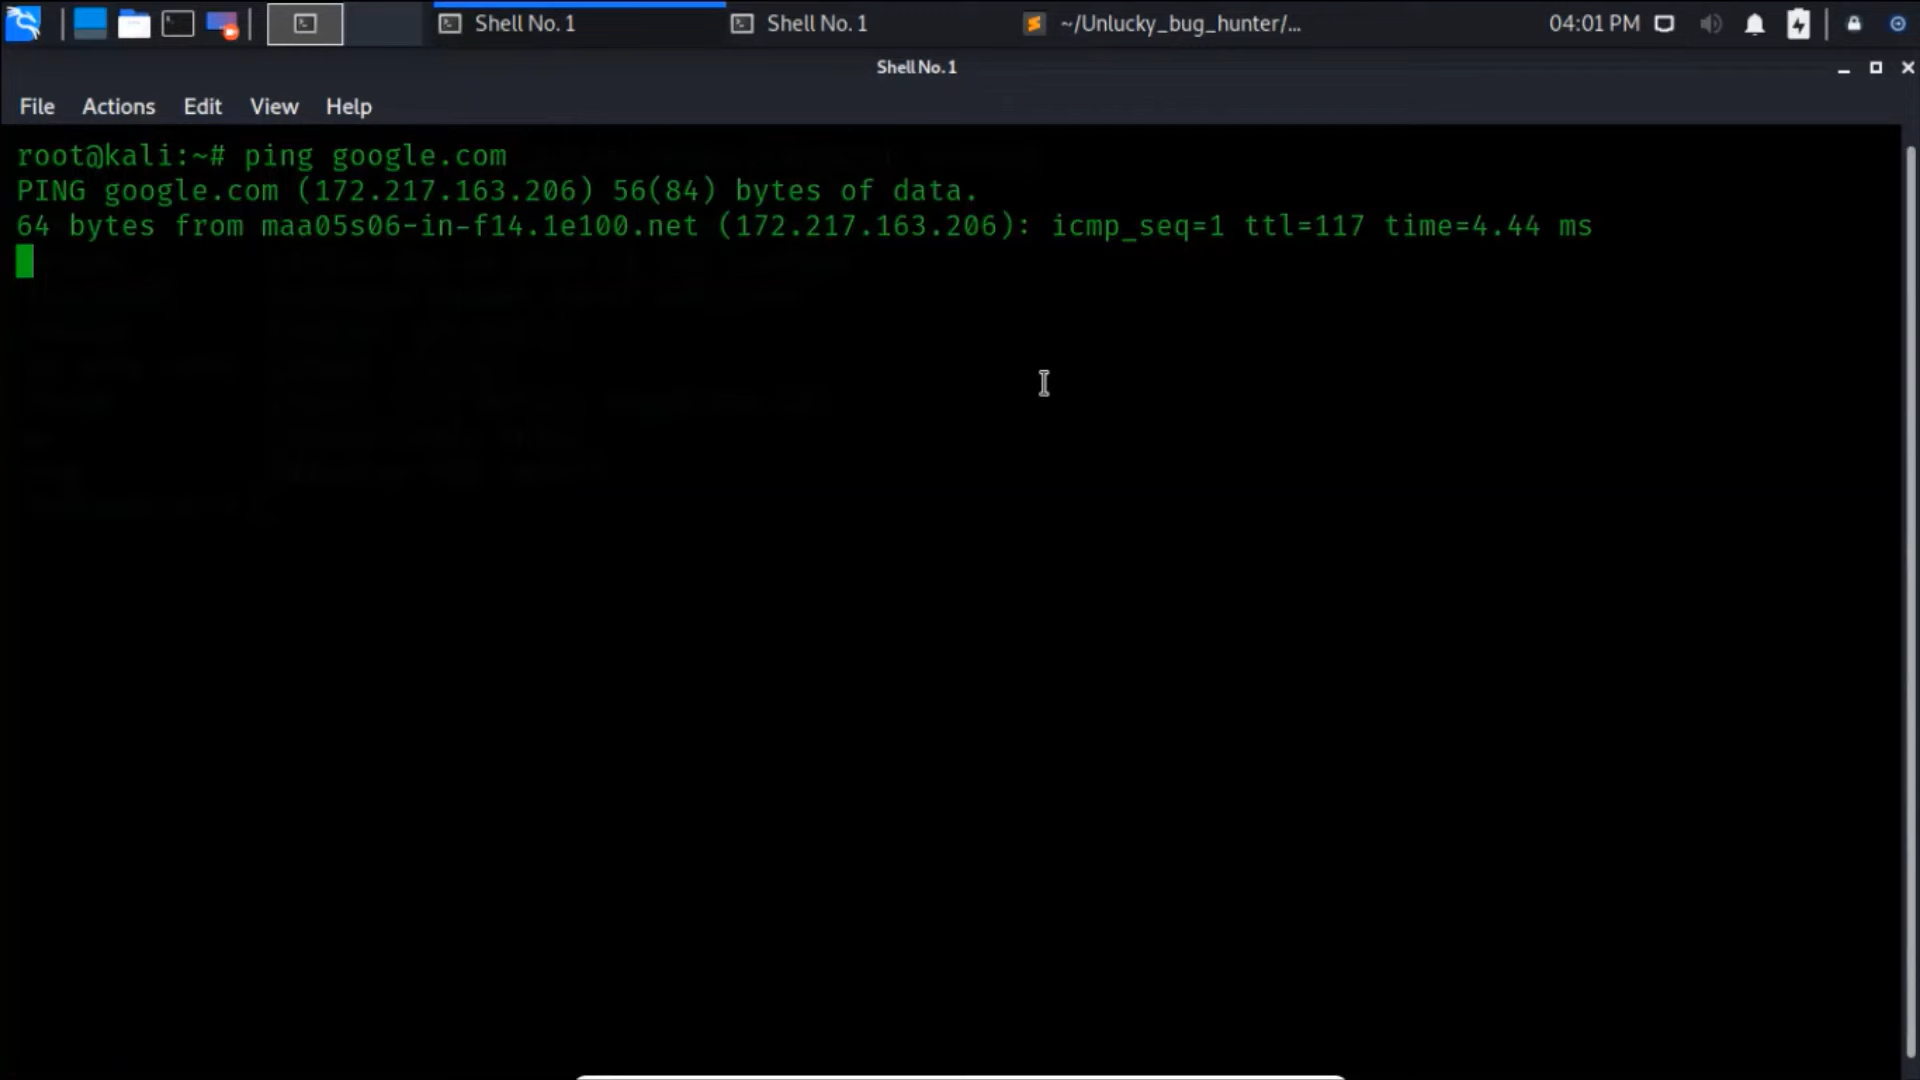 Shell No. 1
Shell No. 1
~/Unlucky_bug_hunter/...
04:01 PM
Shell No. 1
File Actions Edit View Help
root@kali:~# ping google.com
PING google.com (172.217.163.206) 56(84) bytes of data.
64 bytes from maa05s06-in-f14.1e100.net (172.217.163.206): icmp_seq=1 ttl=117 time=4.44 ms